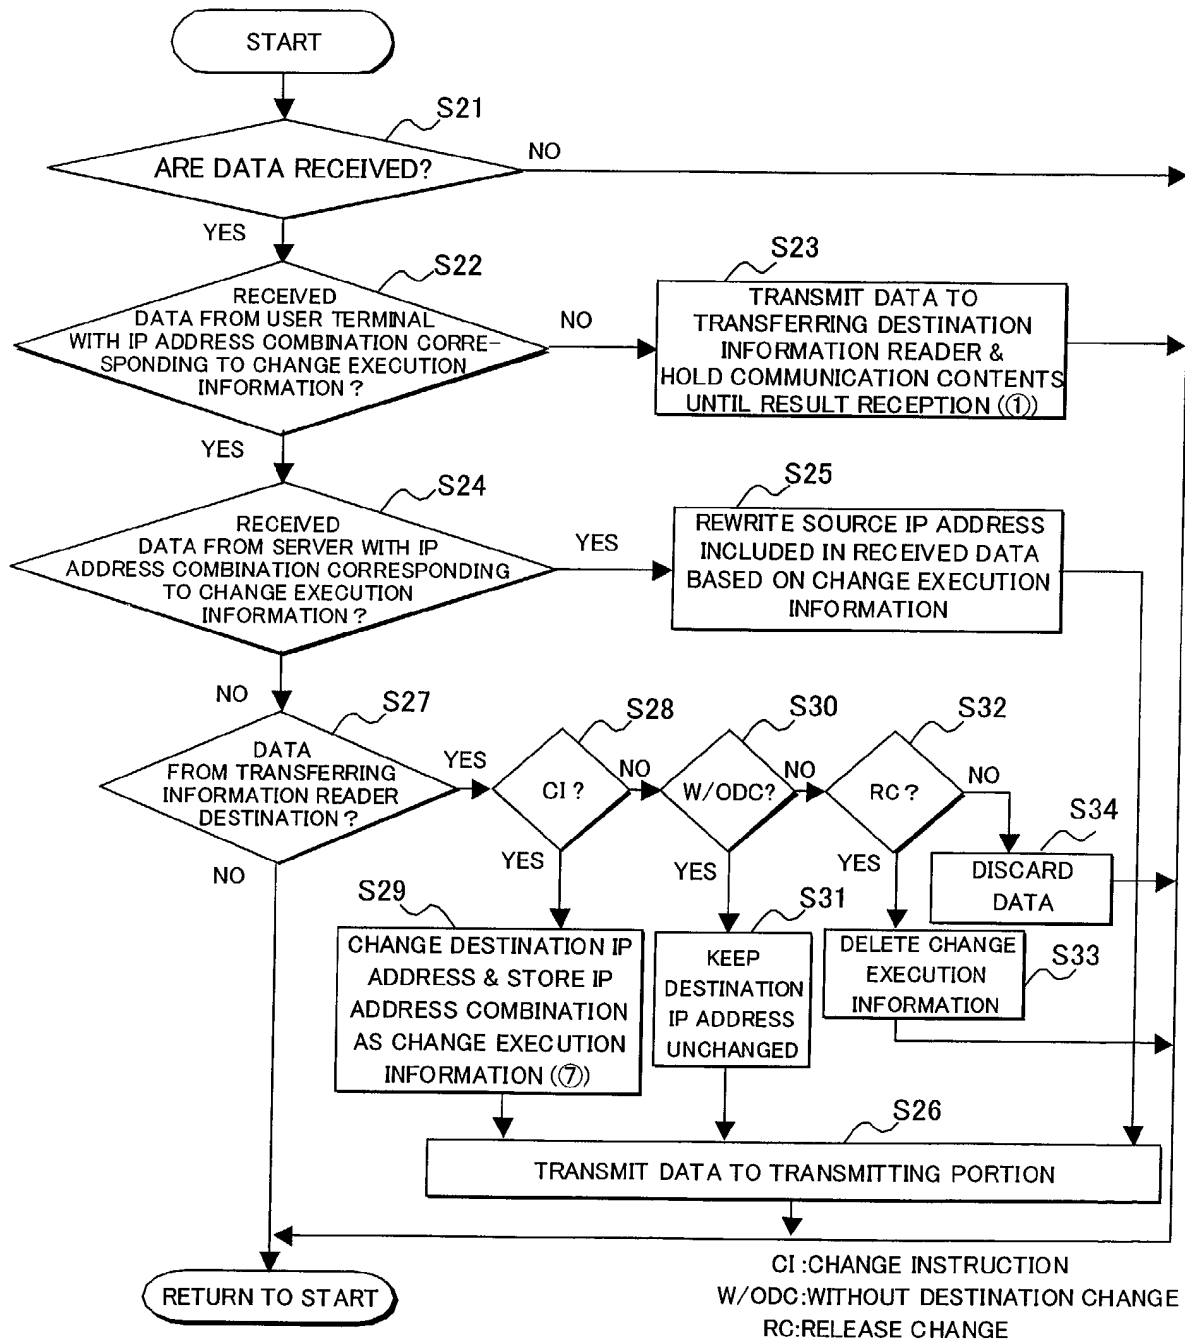 START
S21
ARE DATA RECEIVED?
NO
YES
S22
RECEIVED
DATA FROM USER TERMINAL
WITH IP ADDRESS COMBINATION CORRE-
SPONDING TO CHANGE EXECUTION
INFORMATION?
NO
YES
S23
TRANSMIT DATA TO
TRANSFERRING DESTINATION
INFORMATION READER &
HOLD COMMUNICATION CONTENTS
UNTIL RESULT RECEPTION (①)
S24
RECEIVED
DATA FROM SERVER WITH IP
ADDRESS COMBINATION CORRESPONDING
TO CHANGE EXECUTION
INFORMATION?
YES
NO
S25
REWRITE SOURCE IP ADDRESS
INCLUDED IN RECEIVED DATA
BASED ON CHANGE EXECUTION
INFORMATION
S27
DATA
FROM TRANSFERRING
INFORMATION READER
DESTINATION?
YES
NO
S28
CI?
NO
YES
S30
W/ODC?
NO
YES
S32
RC?
NO
YES
S34
DISCARD
DATA
S29
CHANGE DESTINATION IP
ADDRESS & STORE IP
ADDRESS COMBINATION
AS CHANGE EXECUTION
INFORMATION (⑦)
S31
KEEP
DESTINATION
IP ADDRESS
UNCHANGED
DELETE CHANGE
EXECUTION
INFORMATION
S33
S26
TRANSMIT DATA TO TRANSMITTING PORTION
RETURN TO START
CI:CHANGE INSTRUCTION
W/ODC:WITHOUT DESTINATION CHANGE
RC:RELEASE CHANGE